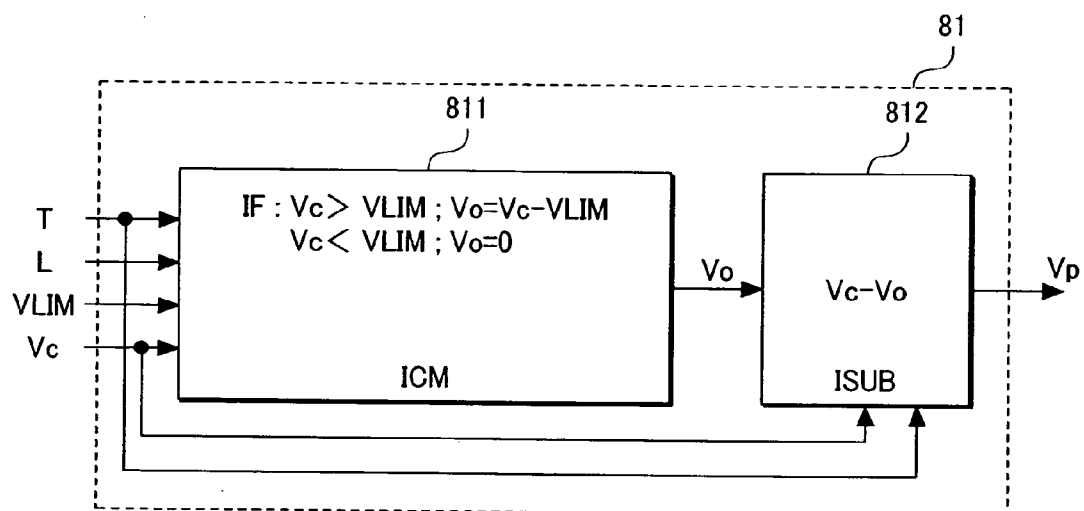 81
811
812
IF : Vc> VLIM ; Vo=Vc-VLIM
Vc< VLIM ; Vo=0
T
L
VLIM
Vc
Vo
Vc-Vo
Vp
ICM
ISUB